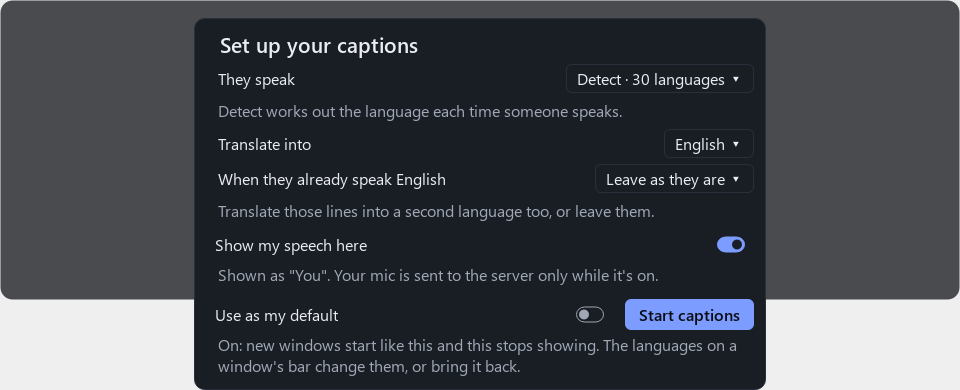 Set up your captions
They speak
Detect · 30 languages ▾
Detect works out the language each time someone speaks.
Translate into
English ▾
When they already speak English
Leave as they are ▾
Translate those lines into a second language too, or leave them.
Show my speech here
Shown as "You". Your mic is sent to the server only while it's on.
Use as my default
Start captions
On: new windows start like this and this stops showing. The languages on a
window's bar change them, or bring it back.